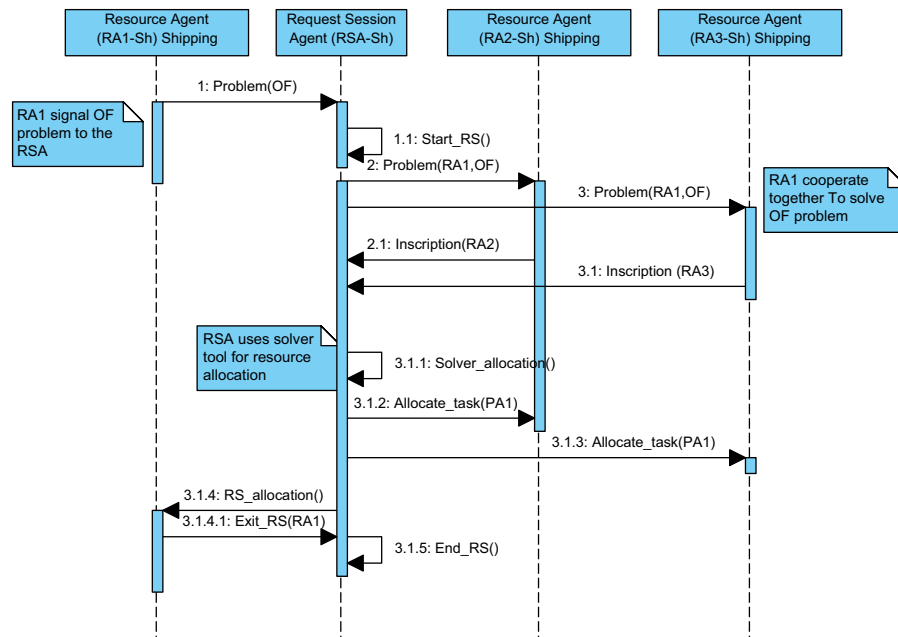 Resource Agent
(RA1-Sh) Shipping
Request Session
Agent (RSA-Sh)
Resource Agent
(RA2-Sh) Shipping
Resource Agent
(RA3-Sh) Shipping
1: Problem(OF)
RA1 signal OF
problem to the
RSA
1.1: Start_RS()
2: Problem(RA1,OF)
3: Problem(RA1,OF)
RA1 cooperate
together To solve
OF problem
2.1: Inscription(RA2)
3.1: Inscription (RA3)
RSA uses solver
tool for resource
allocation
3.1.1: Solver_allocation()
3.1.2: Allocate_task(PA1)
3.1.3: Allocate_task(PA1)
3.1.4: RS_allocation()
3.1.4.1: Exit_RS(RA1)
3.1.5: End_RS()